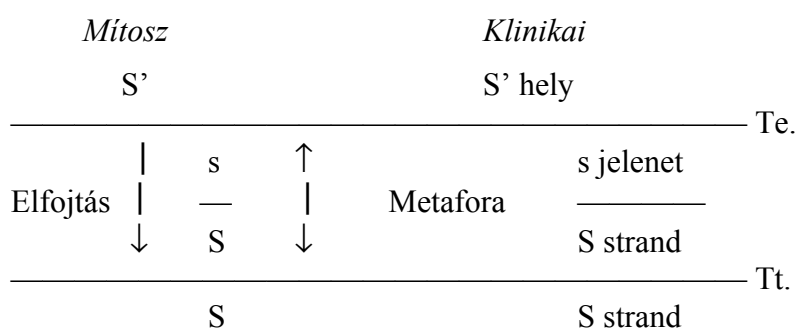 Mítosz Klinikai
S’ S’ hely
Te.
| s ↑ s jelenet
Elfojtás | — | Metafora ————
↓ S ↓ S strand
Tt.
S S strand